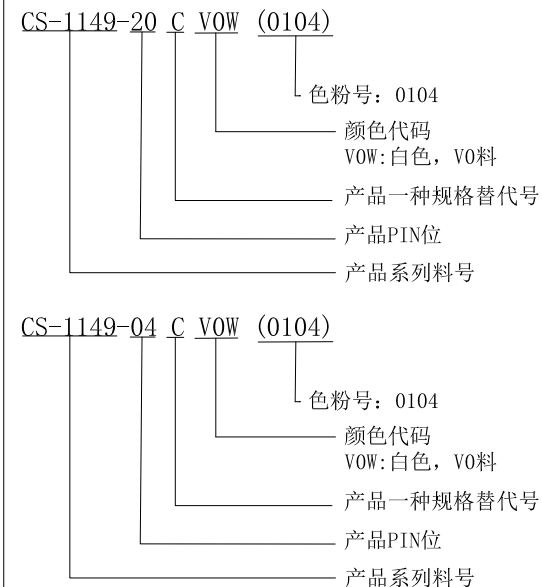 CS-1149-20 C V0W (0104)
色粉号：0104
颜色代码
V0W:白色，V0料
产品一种规格替代号
产品PIN位
产品系列料号
CS-1149-04 C V0W (0104)
色粉号：0104
颜色代码
V0W:白色，V0料
产品一种规格替代号
产品PIN位
产品系列料号